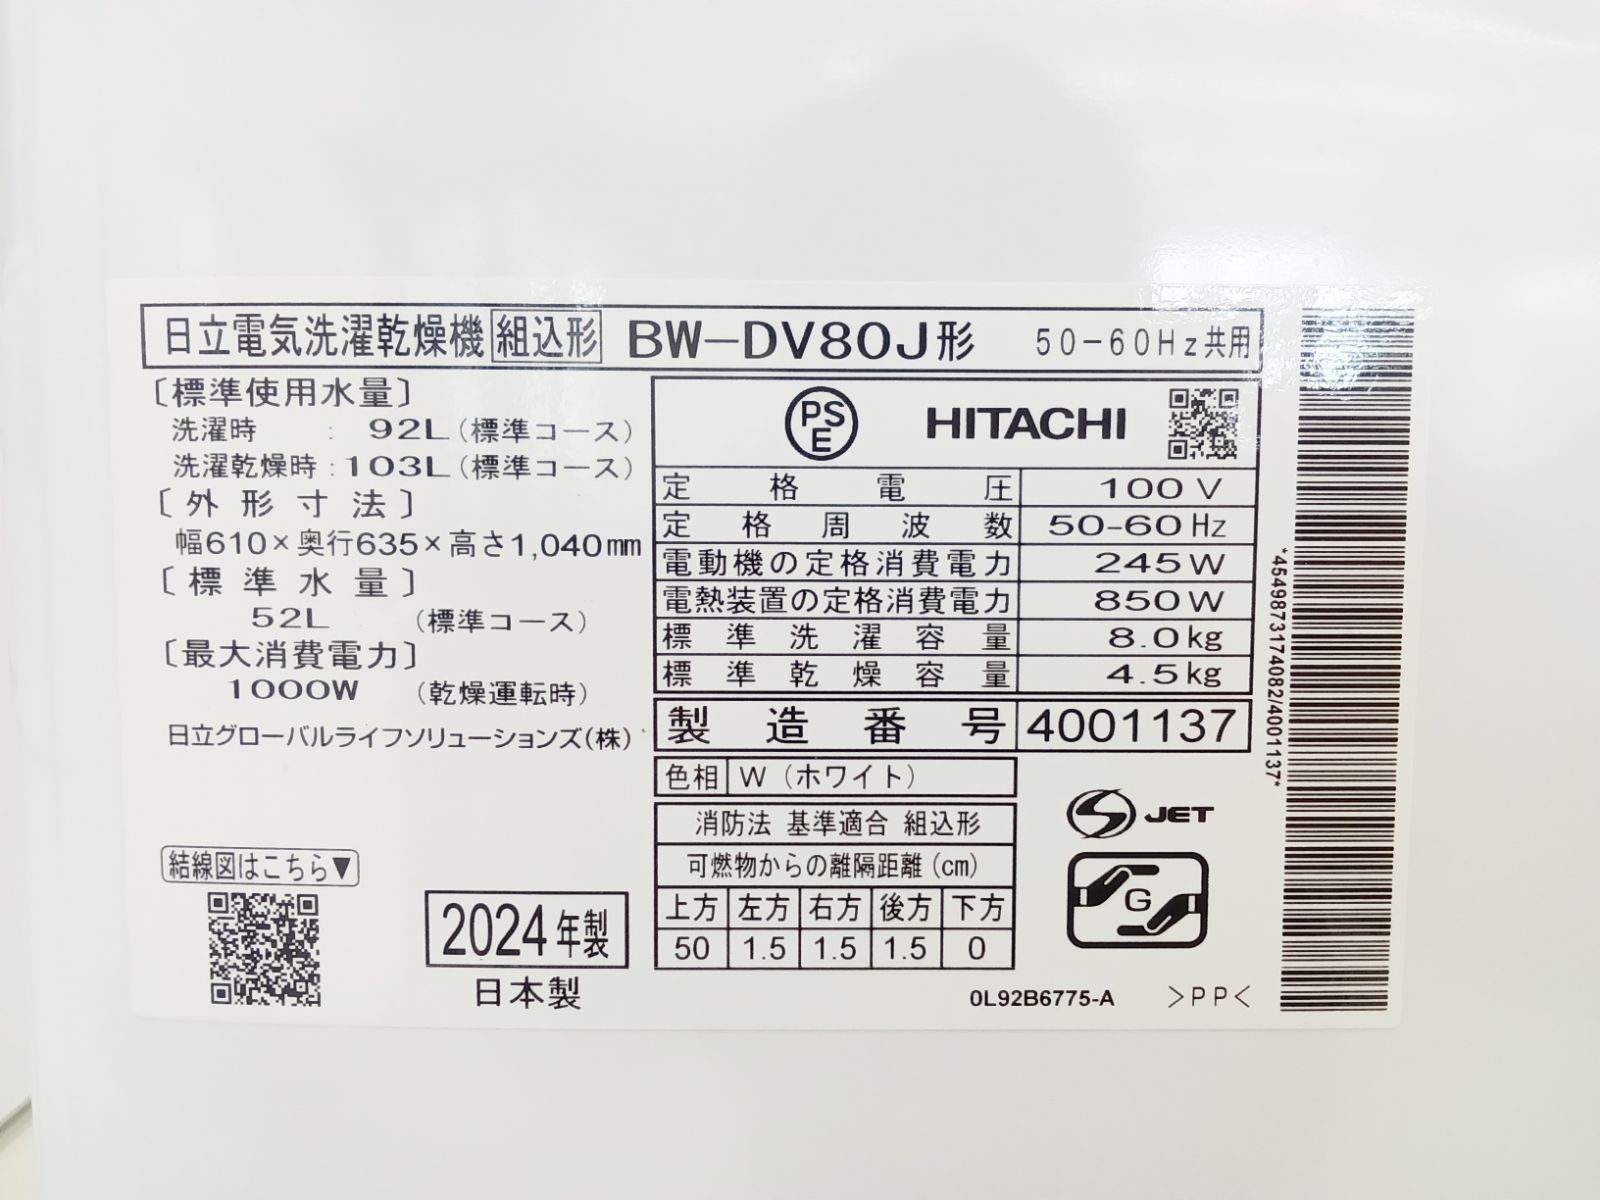 日立電気洗濯乾燥機 組込形 BW-DV80J形 50-60Hz共用
〔標準使用水量〕
洗濯時 : 92L(標準コース)
洗濯乾燥時:103L(標準コース)
〔外形寸法〕
幅610×奥行635×高さ1,040mm
〔標準水量〕
52L (標準コース)
〔最大消費電力〕
1000W (乾燥運転時)
日立グローバルライフソリューションズ(株)
結線図はこちら▼
2024年製
日本製
PSE HITACHI
定格電圧 100V
定格周波数 50-60Hz
電動機の定格消費電力 245W
電熱装置の定格消費電力 850W
標準洗濯容量 8.0kg
標準乾燥容量 4.5kg
製造番号 4001137
色相 W(ホワイト)
消防法 基準適合 組込形
可燃物からの離隔距離(cm)
上方 左方 右方 後方 下方
50 1.5 1.5 1.5 0
S JET
G
0L92B6775-A >PP<
*4549873174082/4001137*